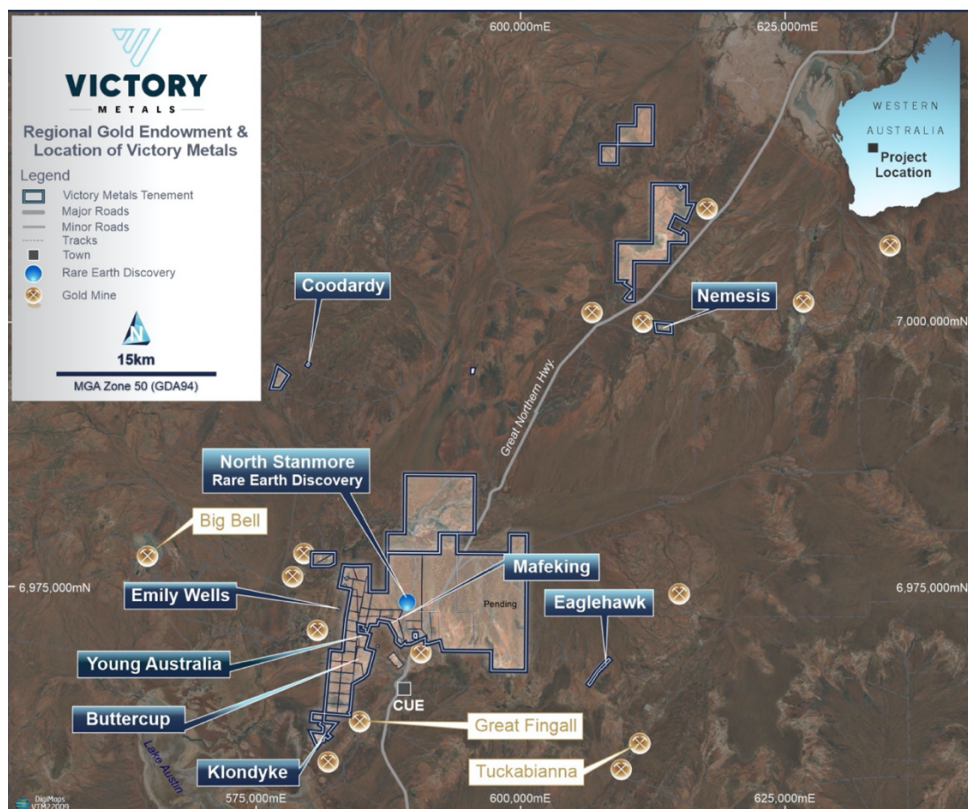 VICTORY
METALS
Regional Gold Endowment &
Location of Victory Metals
Legend
Victory Metals Tenement
Major Roads
Minor Roads
Tracks
Town
Rare Earth Discovery
Gold Mine
N
15km
MGA Zone 50 (GDA94)
600,000mE
625,000mE
WESTERN
AUSTRALIA
Project
Location
Coodardy
Nemesis
7,000,000mN
Great Northern Hwy.
North Stanmore
Rare Earth Discovery
Big Bell
Mafeking
6,975,000mN
6,975,000mN
Emily Wells
Pending
Eaglehawk
Young Australia
CUE
Buttercup
Great Fingall
Klondyke
Tuckabianna
Lake Austin
575,000mE
600,000mE
625,000mE
DigiMaps
VTM22009